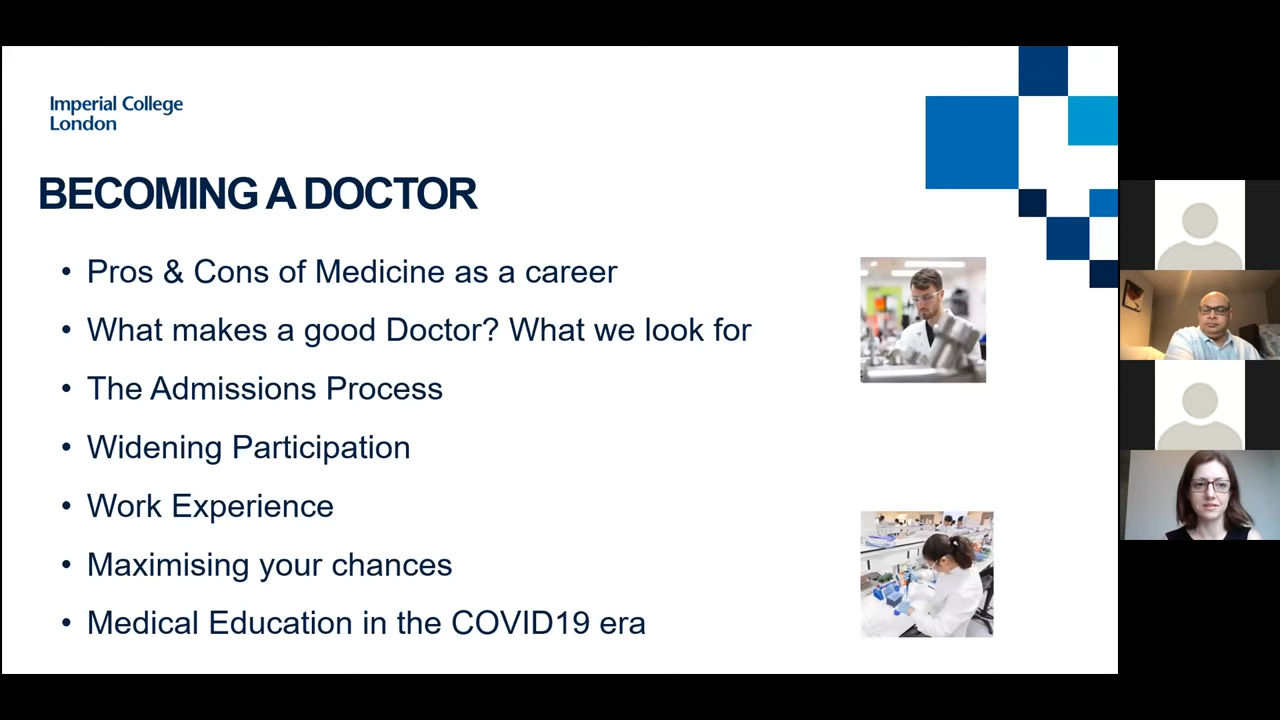 Imperial College
London
BECOMING A DOCTOR
• Pros & Cons of Medicine as a career
• What makes a good Doctor? What we look for
• The Admissions Process
• Widening Participation
• Work Experience
• Maximising your chances
• Medical Education in the COVID19 era